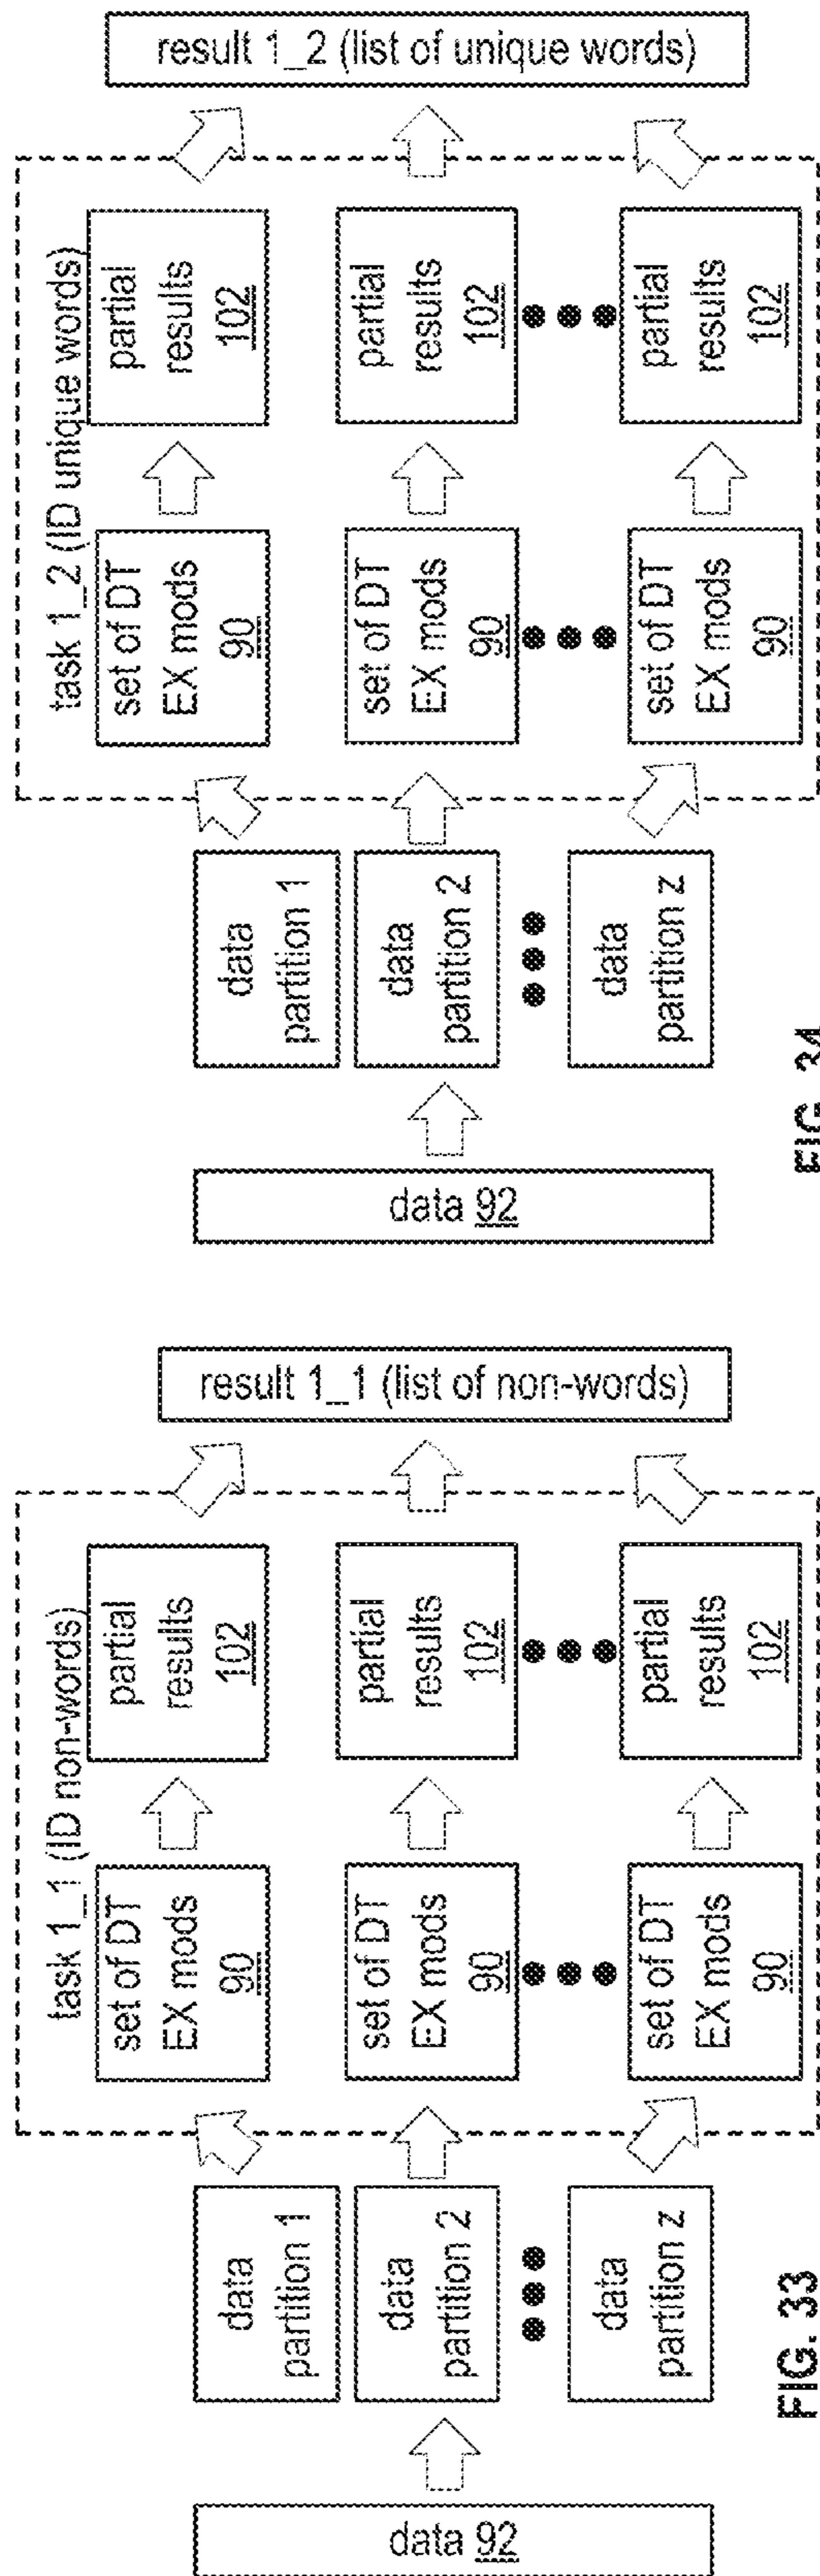 data 92
data
partition 1
data
partition 2
data
partition z
task 1_1 (ID non-words)
set of DT
EX mods
90
set of DT
EX mods
90
set of DT
EX mods
90
partial
results
102
partial
results
102
partial
results
102
result 1_1 (list of non-words)
FIG. 33
data 92
data
partition 1
data
partition 2
data
partition z
task 1_2 (ID unique words)
set of DT
EX mods
90
set of DT
EX mods
90
set of DT
EX mods
90
partial
results
102
partial
results
102
partial
results
102
result 1_2 (list of unique words)
FIG. 34